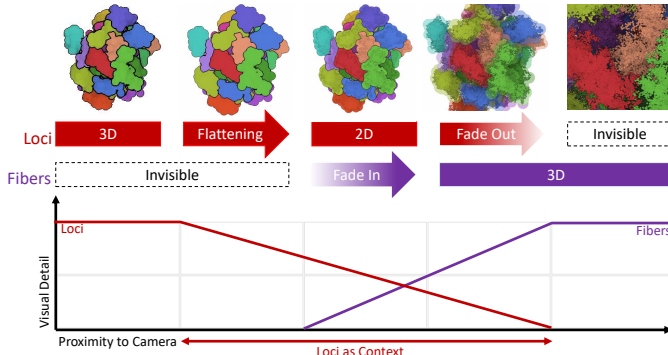 Loci 3D Flattening 2D Fade Out Invisible
Fibers Invisible Fade In 3D
Loci Fibers
Visual Detail
Proximity to Camera
Loci as Context